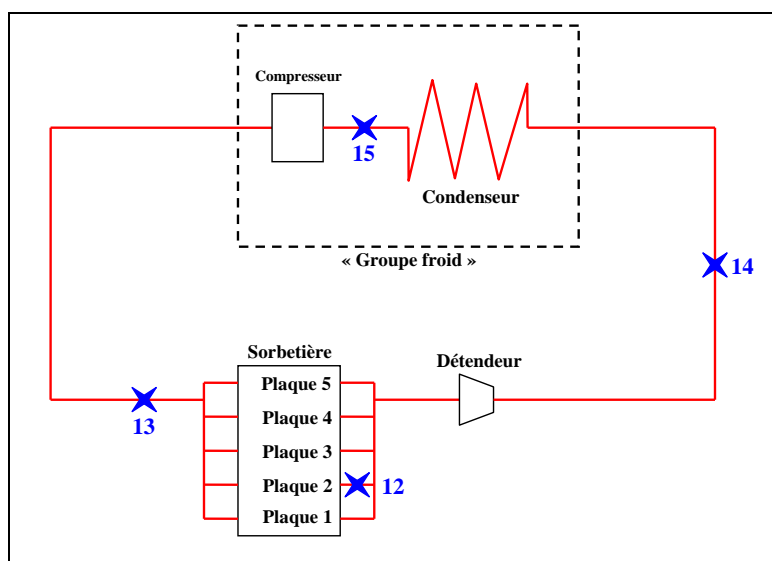 Compresseur
15
Condenseur
« Groupe froid »
14
Sorbetière
Détendeur
Plaque 5
13
Plaque 4
Plaque 3
Plaque 2
12
Plaque 1